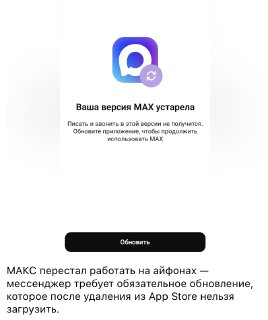 Ваша версия MAX устарела
Писать и звонить в этой версии не получится.
Обновите приложение, чтобы продолжить
использовать MAX
Обновить
МАКС перестал работать на айфонах —
мессенджер требует обязательное обновление,
которое после удаления из App Store нельзя
загрузить.